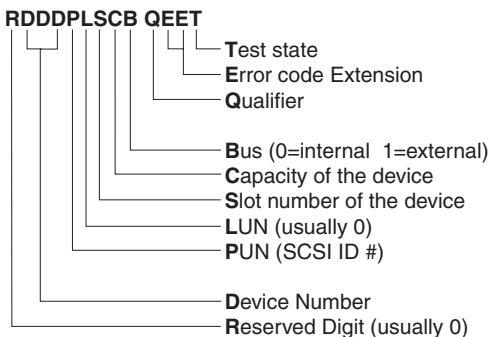 RDDDPLSCB QEET
Test state
Error code Extension
Qualifier
Bus (0=internal 1=external)
Capacity of the device
Slot number of the device
LUN (usually 0)
PUN (SCSI ID #)
Device Number
Reserved Digit (usually 0)